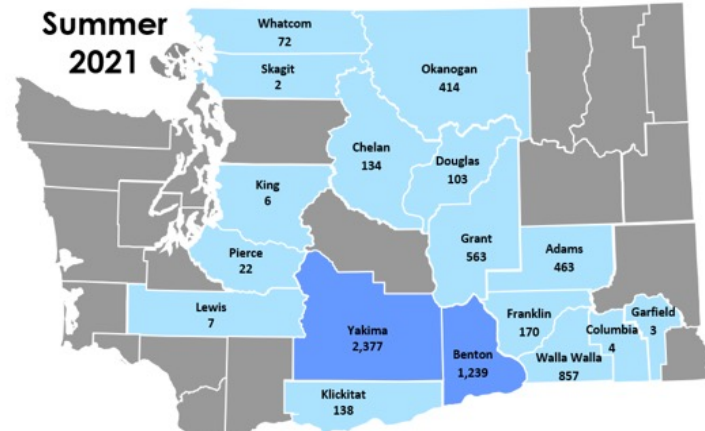 Summer
2021
Whatcom
72
Skagit
2
Okanogan
414
Chelan
134
Douglas
103
King
6
Grant
563
Pierce
22
Adams
463
Lewis
7
Yakima
2,377
Benton
1,239
Franklin
170
Columbia
4
Garfield
3
Walla Walla
857
Klickitat
138